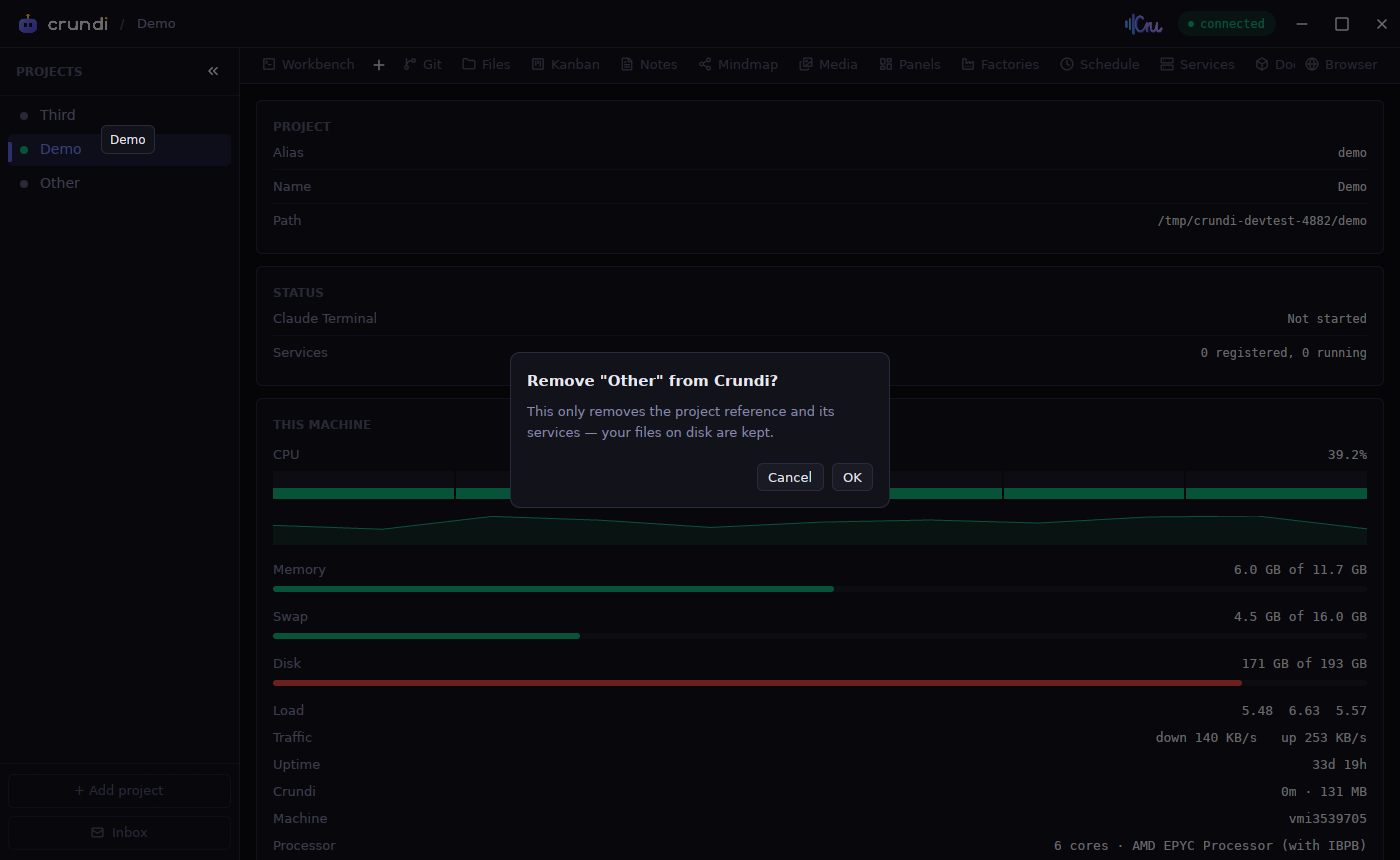 crundi / Demo
Cru
connected
PROJECTS
Third
Demo
Demo
Other
+ Add project
Inbox
Workbench + Git Files Kanban Notes Mindmap Media Panels Factories Schedule Services Doc Browser
PROJECT
Alias demo
Name Demo
Path /tmp/crundi-devtest-4882/demo
STATUS
Claude Terminal Not started
Services 0 registered, 0 running
Remove "Other" from Crundi?
This only removes the project reference and its
services — your files on disk are kept.
Cancel OK
THIS MACHINE
CPU 39.2%
Memory 6.0 GB of 11.7 GB
Swap 4.5 GB of 16.0 GB
Disk 171 GB of 193 GB
Load 5.48 6.63 5.57
Traffic down 140 KB/s up 253 KB/s
Uptime 33d 19h
Crundi 0m · 131 MB
Machine vmi3539705
Processor 6 cores · AMD EPYC Processor (with IBPB)